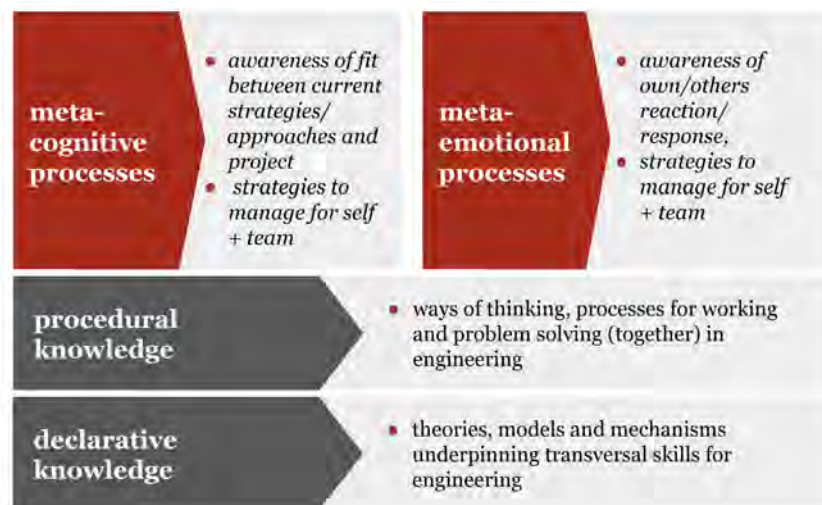 meta-
cognitive
processes
• awareness of fit
between current
strategies/
approaches and
project
• strategies to
manage for self
+ team
meta-
emotional
processes
• awareness of
own/others
reaction/
response,
• strategies to
manage for self
+ team
procedural
knowledge
• ways of thinking, processes for working
and problem solving (together) in
engineering
declarative
knowledge
• theories, models and mechanisms
underpinning transversal skills for
engineering